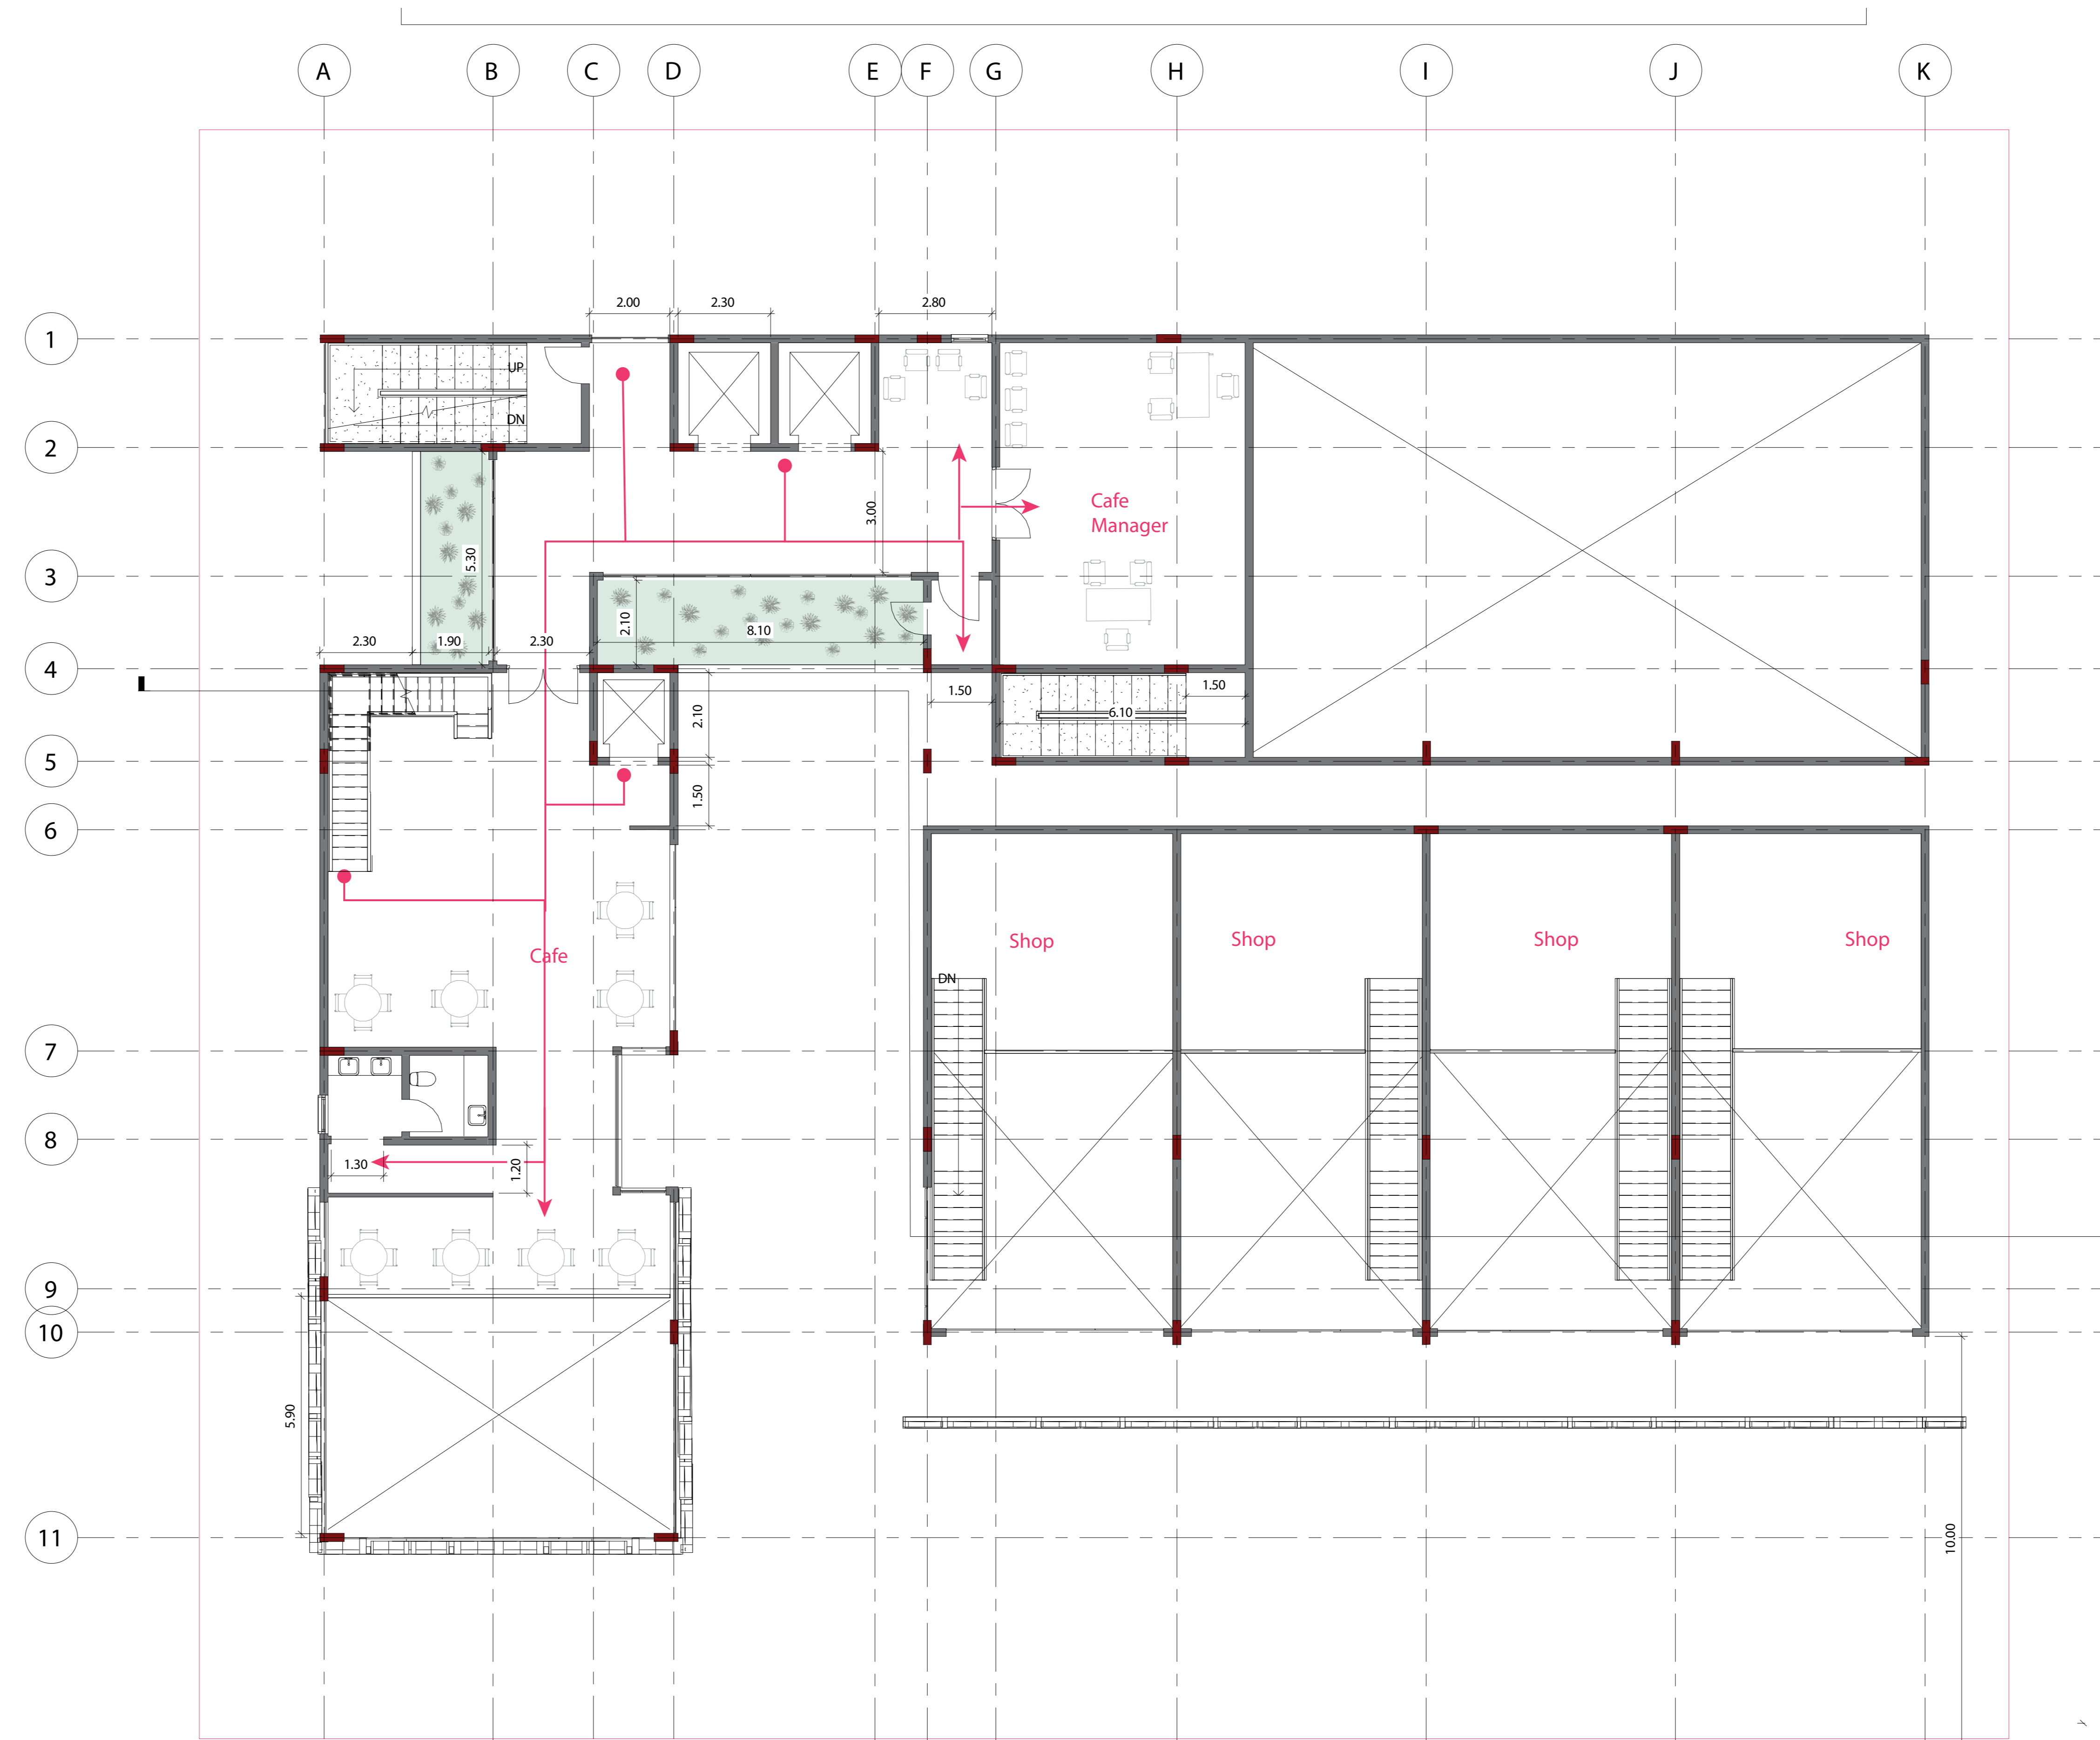 A B C D E F G H I J K
1
2.00 2.30 2.80
UP
DN
2
Cafe
Manager
3.00
5.30
3
2.10
8.10
2.30 1.90 2.30
4
1.50
1.50
6.10
2.10
5
1.50
6
Shop Shop Shop Shop
Cafe
DN
7
8
1.30
1.20
9
10
5.90
11
10.00